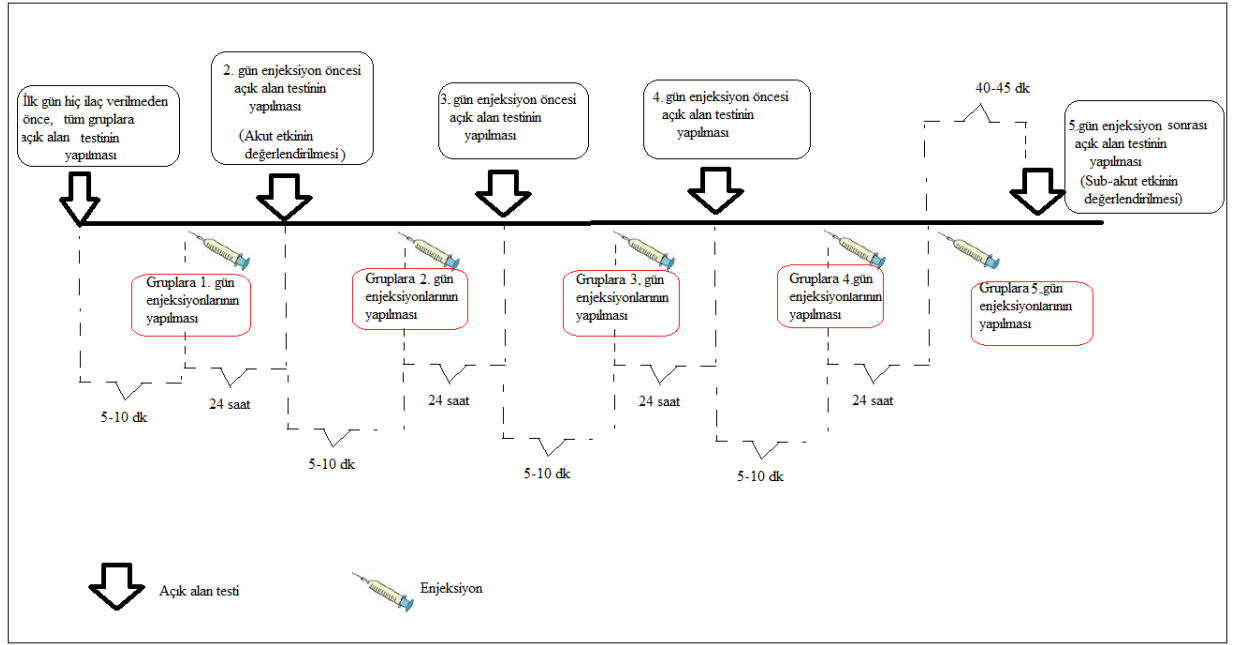 İlk gün hiç ilaç verilmeden
önce, tüm gruplara
açık alan testinin
yapılması
2. gün enjeksiyon öncesi
açık alan testinin
yapılması
(Akut etkinin
değerlendirilmesi )
3. gün enjeksiyon öncesi
açık alan testinin
yapılması
4. gün enjeksiyon öncesi
açık alan testinin
yapılması
40-45 dk
5. gün enjeksiyon sonrası
açık alan testinin
yapılması
(Sub-akut etkinin
değerlendirilmesi)
Gruplara 1. gün
enjeksiyonlarının
yapılması
Gruplara 2. gün
enjeksiyonlarının
yapılması
Gruplara 3. gün
enjeksiyonlarının
yapılması
Gruplara 4.gün
enjeksiyonlarının
yapılması
Gruplara 5..gün
enjeksiyonlarının
yapılması
5-10 dk
24 saat
5-10 dk
24 saat
5-10 dk
24 saat
5-10 dk
24 saat
Açık alan testi
Enjeksiyon